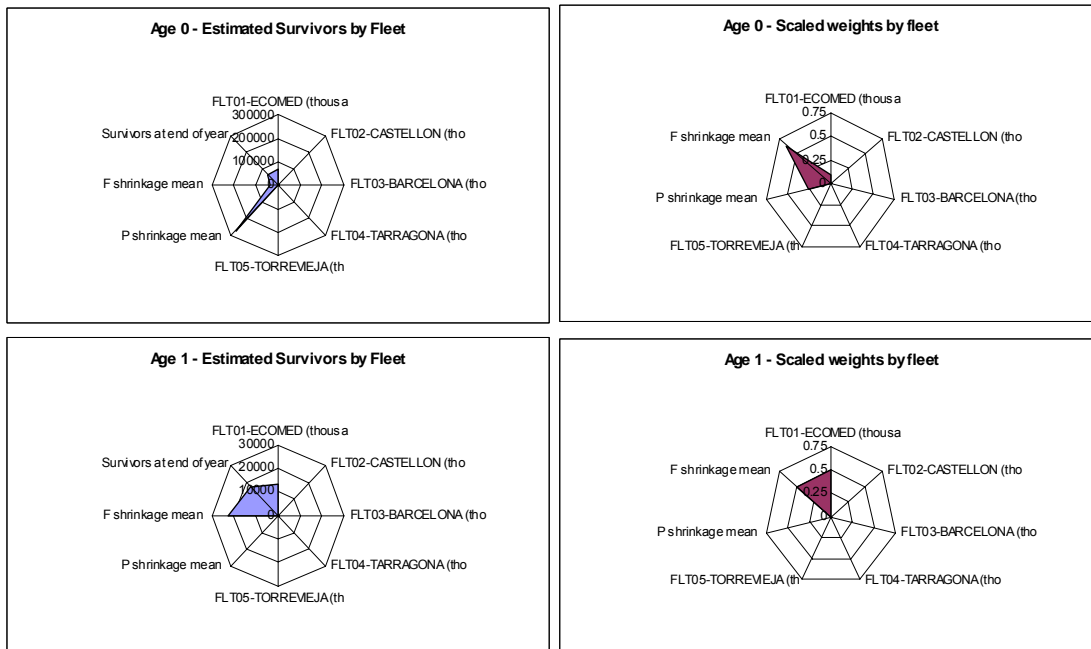 Age 0 - Estimated Survivors by Fleet
FLT01-ECOMED (thousa
300000
Survivors at end of year
FLT02-CASTELLON (tho
200000
100000
F shrinkage mean
0
FLT03-BARCELONA (tho
P shrinkage mean
FLT04-TARRAGONA (tho
FLT05-TORREVIEJA (th
Age 0 - Scaled weights by fleet
FLT01-ECOMED (thousa
0.75
F shrinkage mean
0.5
FLT02-CASTELLON (tho
0.25
0
P shrinkage mean
FLT03-BARCELONA (tho
FLT05-TORREVIEJA (th
FLT04-TARRAGONA (tho
Age 1 - Estimated Survivors by Fleet
FLT01-ECOMED (thousa
30000
Survivors at end of year
FLT02-CASTELLON (tho
20000
10000
F shrinkage mean
0
FLT03-BARCELONA (tho
P shrinkage mean
FLT04-TARRAGONA (tho
FLT05-TORREVIEJA (th
Age 1 - Scaled weights by fleet
FLT01-ECOMED (thousa
0.75
F shrinkage mean
0.5
FLT02-CASTELLON (tho
0.25
0
P shrinkage mean
FLT03-BARCELONA (tho
FLT05-TORREVIEJA (th
FLT04-TARRAGONA (tho